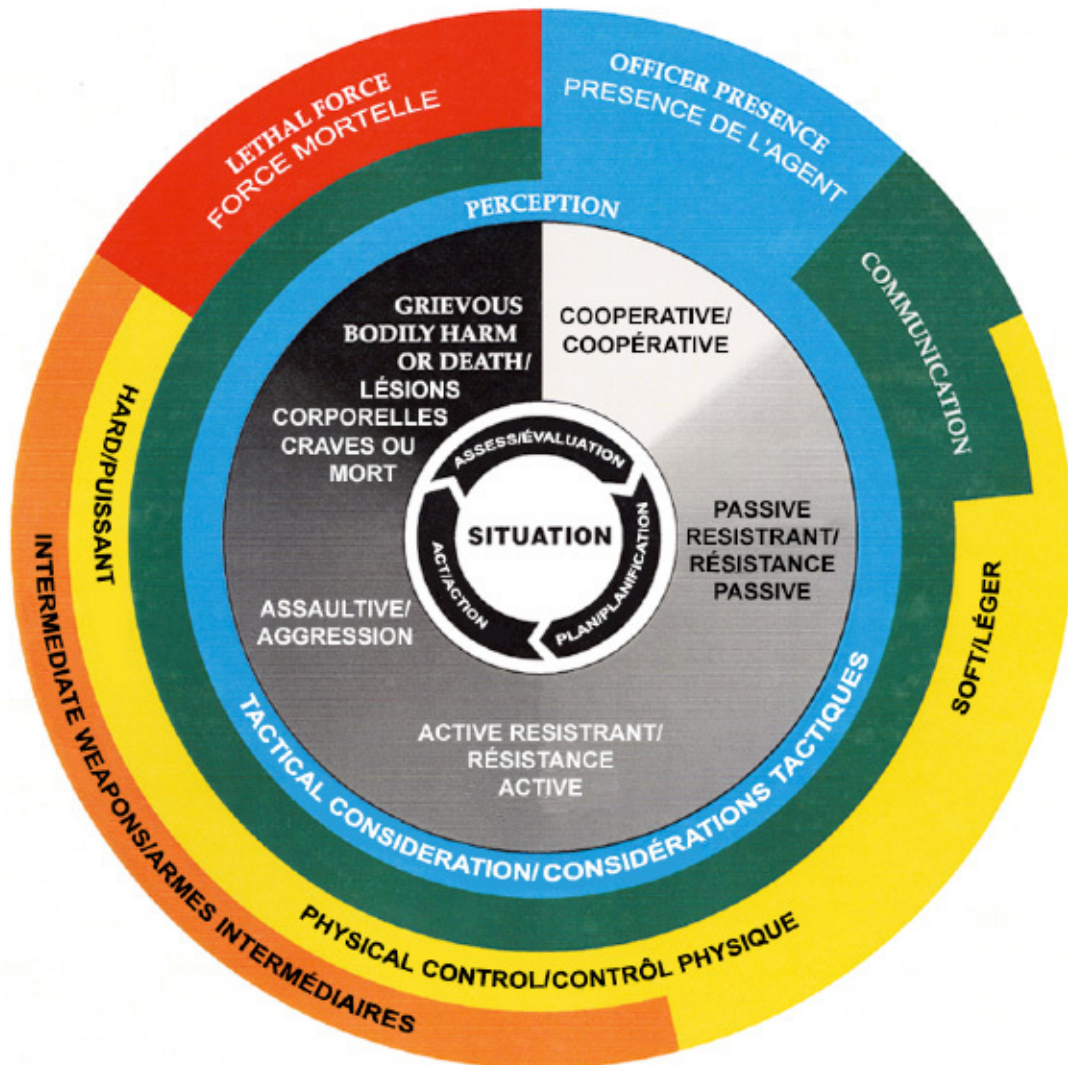 LETHAL FORCE
FORCE MORTELLE
OFFICER PRESENCE
PRESENCE DE L'AGENT
COMMUNICATION
PERCEPTION
GRIEVOUS
BODILY HARM
OR DEATH/
LÉSIONS
CORPORELLES
CRAVES OU
MORT
COOPERATIVE/
COOPÉRATIVE
ASSESS/ÉVALUATION
SITUATION
PLAN/PLANIFICATION
ACT/ACTION
PASSIVE
RESISTRANT/
RÉSISTANCE
PASSIVE
ASSAULTIVE/
AGGRESSION
ACTIVE RESISTRANT/
RÉSISTANCE
ACTIVE
TACTICAL CONSIDERATION/CONSIDÉRATIONS TACTIQUES
HARD/PUISSANT
SOFT/LÉGER
PHYSICAL CONTROL/CONTRÔL PHYSIQUE
INTERMEDIATE WEAPONS/ARMES INTERMÉDIAIRES